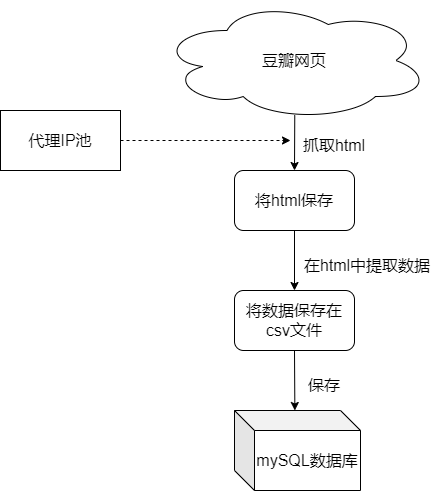 豆瓣网页
代理IP池
抓取html
将html保存
在html中提取数据
将数据保存在
csv文件
保存
mySQL数据库